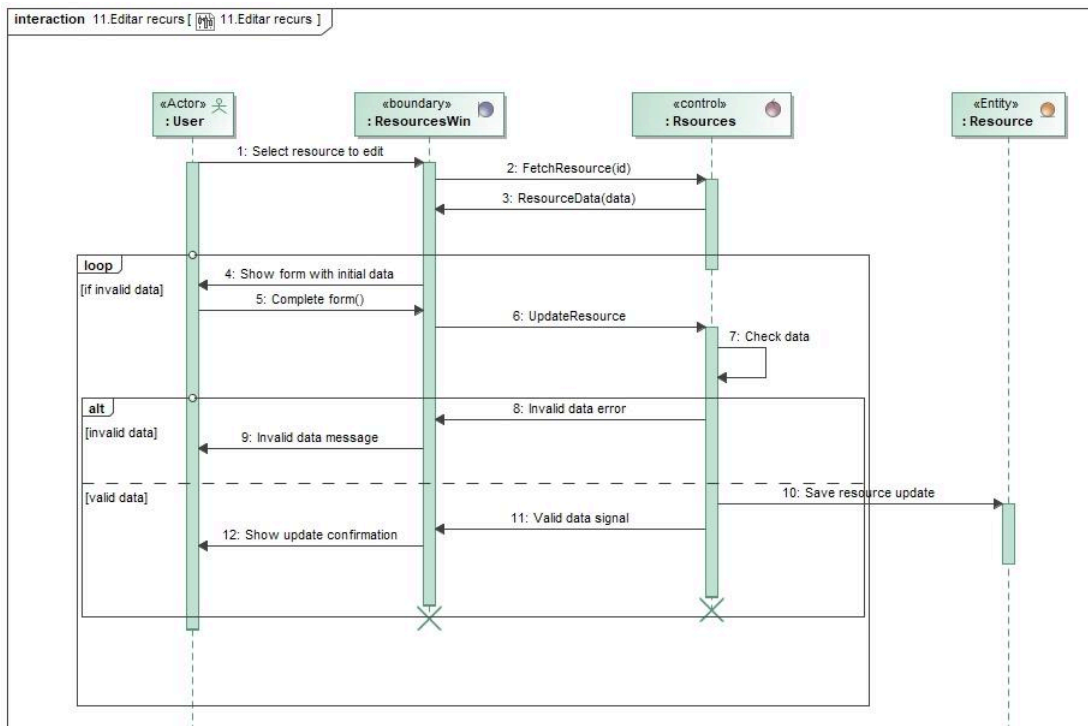 interaction 11.Editar recurs [ 11.Editar recurs ]
«Actor»
: User
«boundary»
: ResourcesWin
«control»
: Rsources
«Entity»
: Resource
1: Select resource to edit
2: FetchResource(id)
3: ResourceData(data)
loop
[if invalid data]
4: Show form with initial data
5: Complete form()
6: UpdateResource
7: Check data
alt
[invalid data]
8: Invalid data error
9: Invalid data message
[valid data]
10: Save resource update
11: Valid data signal
12: Show update confirmation